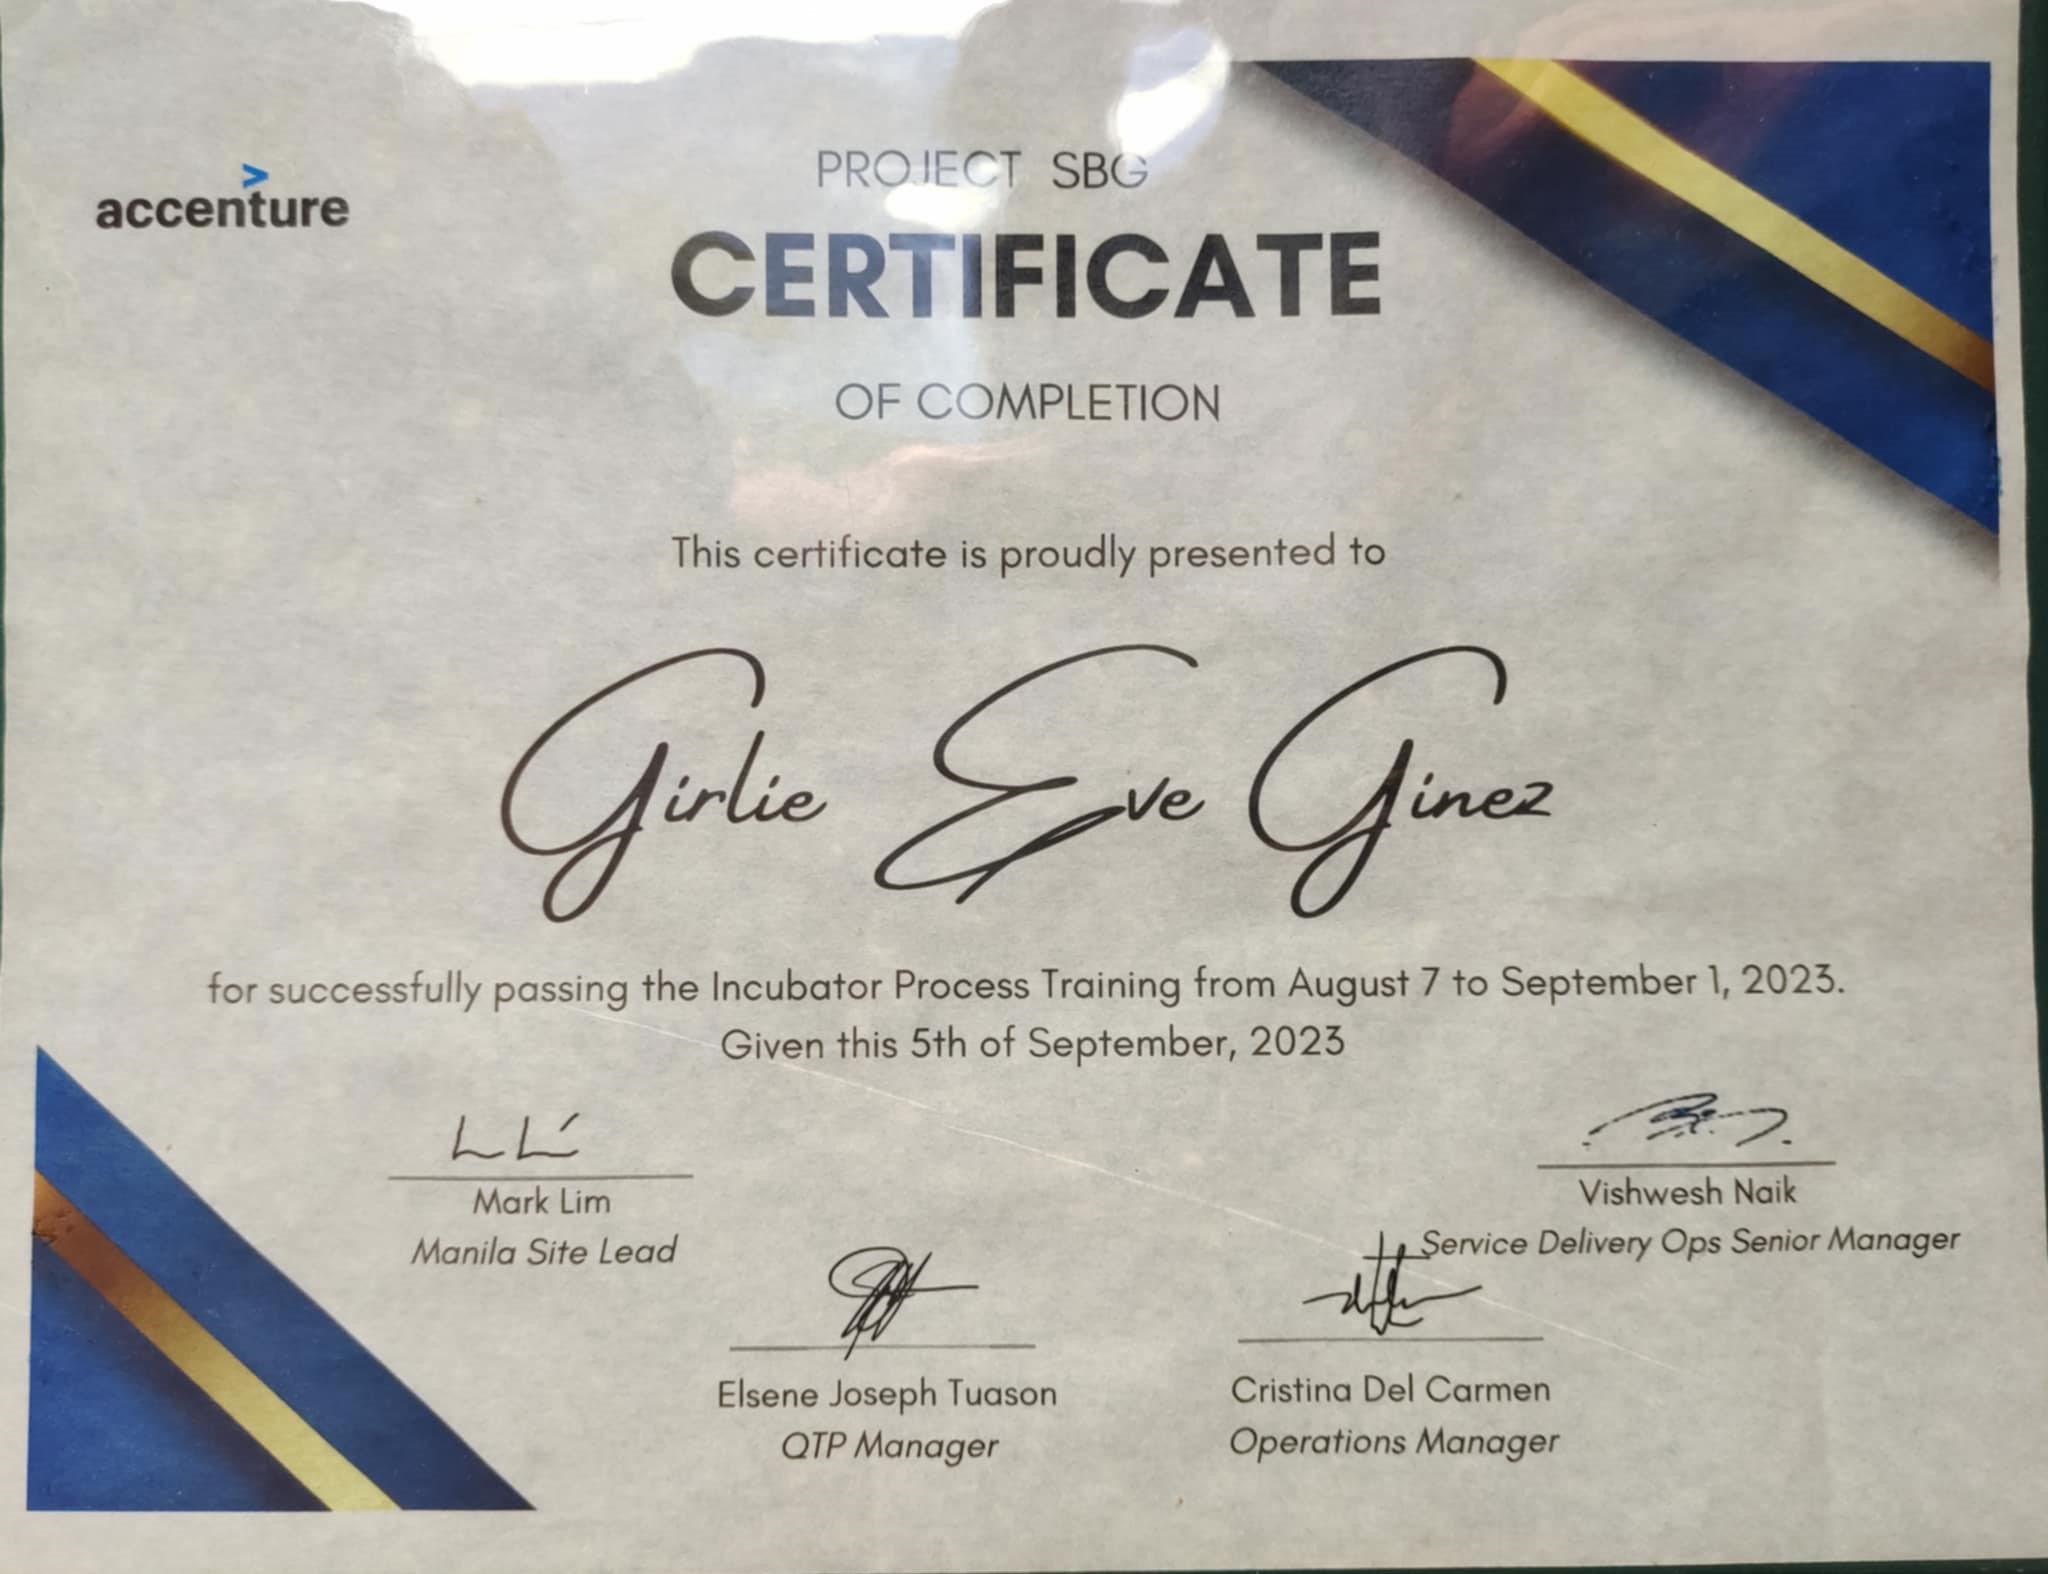 accenture
PROJECT SBG
CERTIFICATE
OF COMPLETION
This certificate is proudly presented to
Girlie Eve Ginez
for successfully passing the Incubator Process Training from August 7 to September 1, 2023.
Given this 5th of September, 2023
Mark Lim
Manila Site Lead
Vishwesh Naik
Service Delivery Ops Senior Manager
Elsene Joseph Tuason
QTP Manager
Cristina Del Carmen
Operations Manager